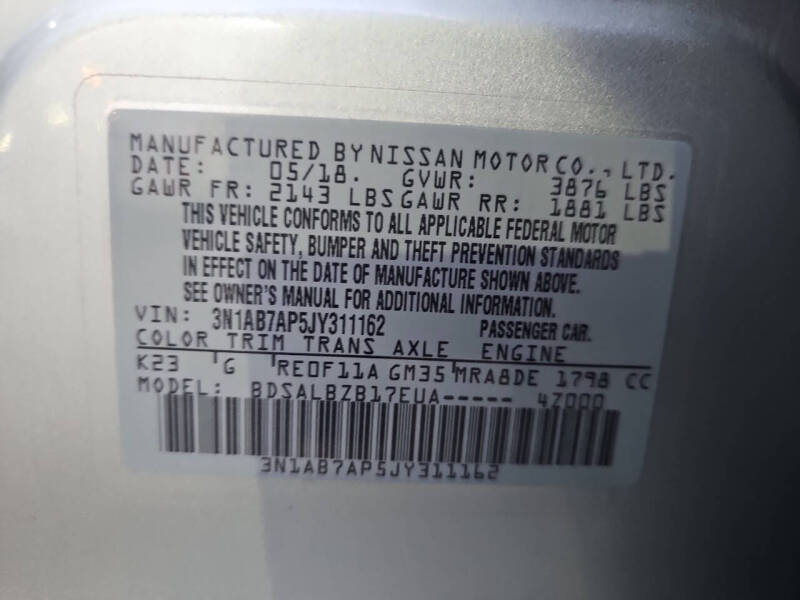 MANUFACTURED BY NISSAN MOTOR CO., LTD.
DATE: 05/18. GVWR: 3876 LBS
GAWR FR: 2143 LBS GAWR RR: 1881 LBS
THIS VEHICLE CONFORMS TO ALL APPLICABLE FEDERAL MOTOR
VEHICLE SAFETY, BUMPER AND THEFT PREVENTION STANDARDS
IN EFFECT ON THE DATE OF MANUFACTURE SHOWN ABOVE.
SEE OWNER'S MANUAL FOR ADDITIONAL INFORMATION.
VIN: 3N1AB7AP5JY311162 PASSENGER CAR.
COLOR TRIM TRANS AXLE ENGINE
K23 G RE0F11A GM35 MRA8DE 1798 CC
MODEL: BDSALBZB17EUA----- 4Z000
3N1AB7AP5JY311162